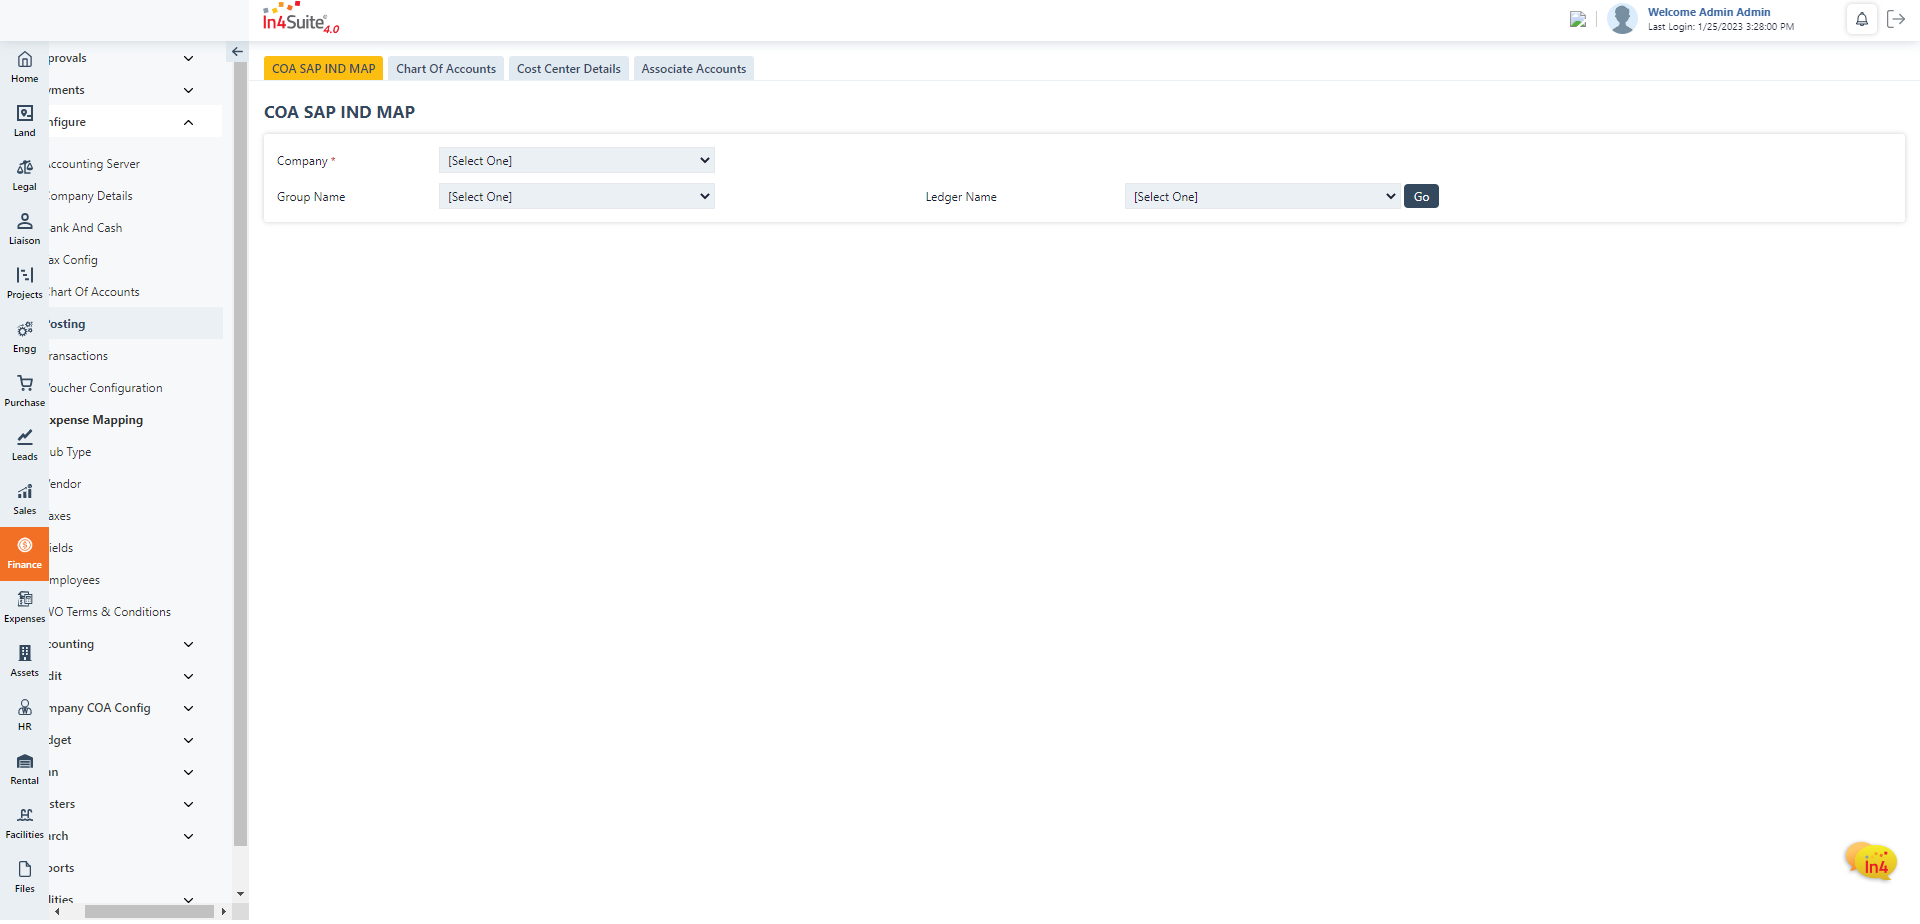 In4Suite 4.0
Welcome Admin Admin
Last Login: 1/25/2023 3:28:00 PM
Home
Land
Legal
Liaison
Projects
Engg
Purchase
Leads
Sales
Finance
Expenses
Assets
HR
Rental
Facilities
Files
provals
ments
nfigure
ccounting Server
ompany Details
ank And Cash
ax Config
hart Of Accounts
osting
ransactions
oucher Configuration
xpense Mapping
ub Type
endor
axes
ields
mployees
WO Terms & Conditions
counting
dit
mpany COA Config
dget
n
sters
rch
ports
lities
COA SAP IND MAP
Chart Of Accounts
Cost Center Details
Associate Accounts
COA SAP IND MAP
Company * [Select One]
Group Name [Select One] Ledger Name [Select One] Go
in4